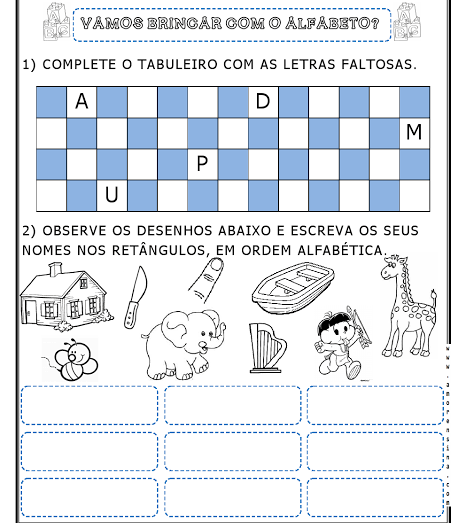 VAMOS BRINCAR COM O ALFABETO?
1) COMPLETE O TABULEIRO COM AS LETRAS FALTOSAS.
A D
M
P
U
2) OBSERVE OS DESENHOS ABAIXO E ESCREVA OS SEUS
NOMES NOS RETÂNGULOS, EM ORDEM ALFABÉTICA.